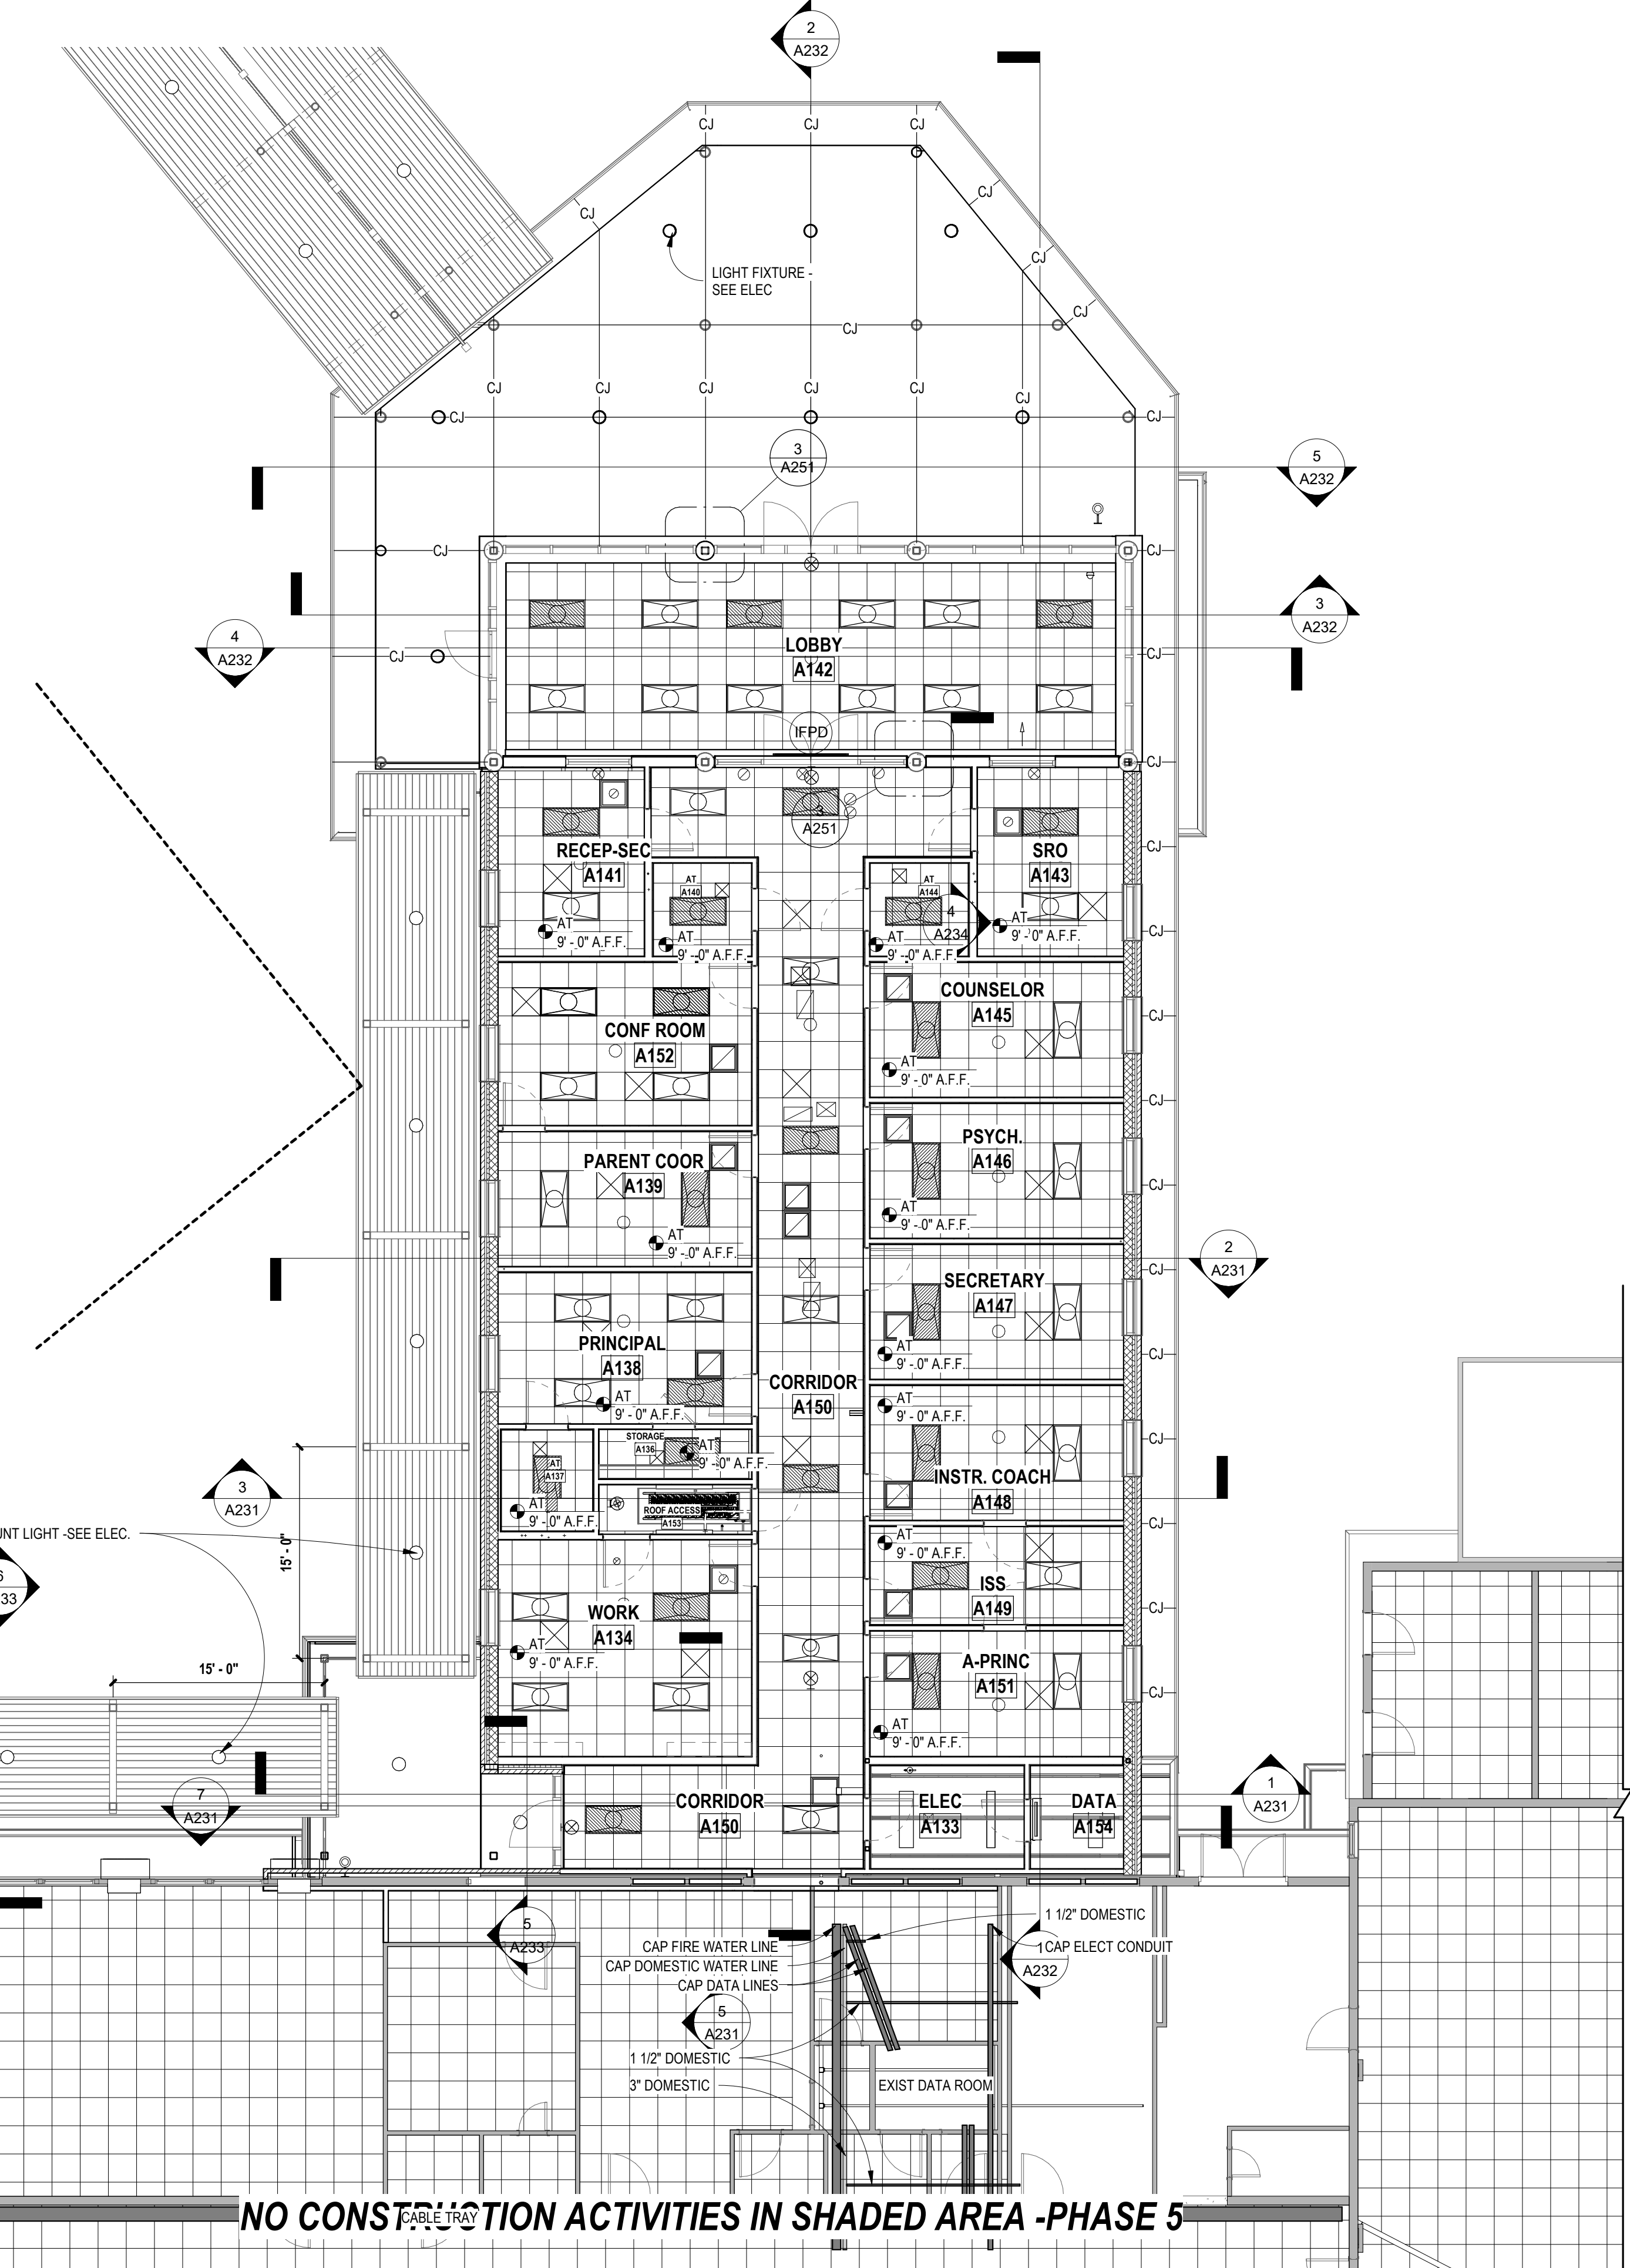 2
A232
CJ
CJ
CJ
CJ
CJ
CJ
LIGHT FIXTURE -
SEE ELEC
CJ
CJ
CJ
CJ
CJ
CJ
CJ
CJ
CJ
CJ
CJ
3
A251
5
A232
CJ
CJ
3
A232
4
A232
LOBBY
A142
CJ
CJ
IFPD
CJ
3
A251
RECEP-SEC
A141
SRO
A143
CJ
AT
A140
AT
A144
4
A234
AT
9' - 0" A.F.F.
AT
9' - 0" A.F.F.
AT
9' - 0" A.F.F.
AT
9' - 0" A.F.F.
CJ
COUNSELOR
A145
CJ
CONF ROOM
A152
AT
9' - 0" A.F.F.
CJ
PSYCH.
A146
PARENT COOR
A139
CJ
AT
9' - 0" A.F.F.
AT
9' - 0" A.F.F.
2
A231
CJ
SECRETARY
A147
PRINCIPAL
A138
AT
9' - 0" A.F.F.
CJ
CORRIDOR
A150
AT
9' - 0" A.F.F.
AT
9' - 0" A.F.F.
STORAGE
A136
AT
9' - 0" A.F.F.
CJ
AT
A137
INSTR. COACH
A148
3
A231
AT
9' - 0" A.F.F.
ROOF ACCESS
A153
CJ
UNT LIGHT -SEE ELEC.
15' - 0"
AT
9' - 0" A.F.F.
6
33
ISS
A149
CJ
WORK
A134
AT
9' - 0" A.F.F.
15' - 0"
A-PRINC
A151
CJ
AT
9' - 0" A.F.F.
7
A231
1
A231
CORRIDOR
A150
ELEC
A133
DATA
A154
5
A233
1 1/2" DOMESTIC
CAP FIRE WATER LINE
CAP ELECT CONDUIT
1
A232
CAP DOMESTIC WATER LINE
CAP DATA LINES
5
A231
1 1/2" DOMESTIC
3" DOMESTIC
EXIST DATA ROOM
NO CONSTRUCTION ACTIVITIES IN SHADED AREA -PHASE 5
CABLE TRAY